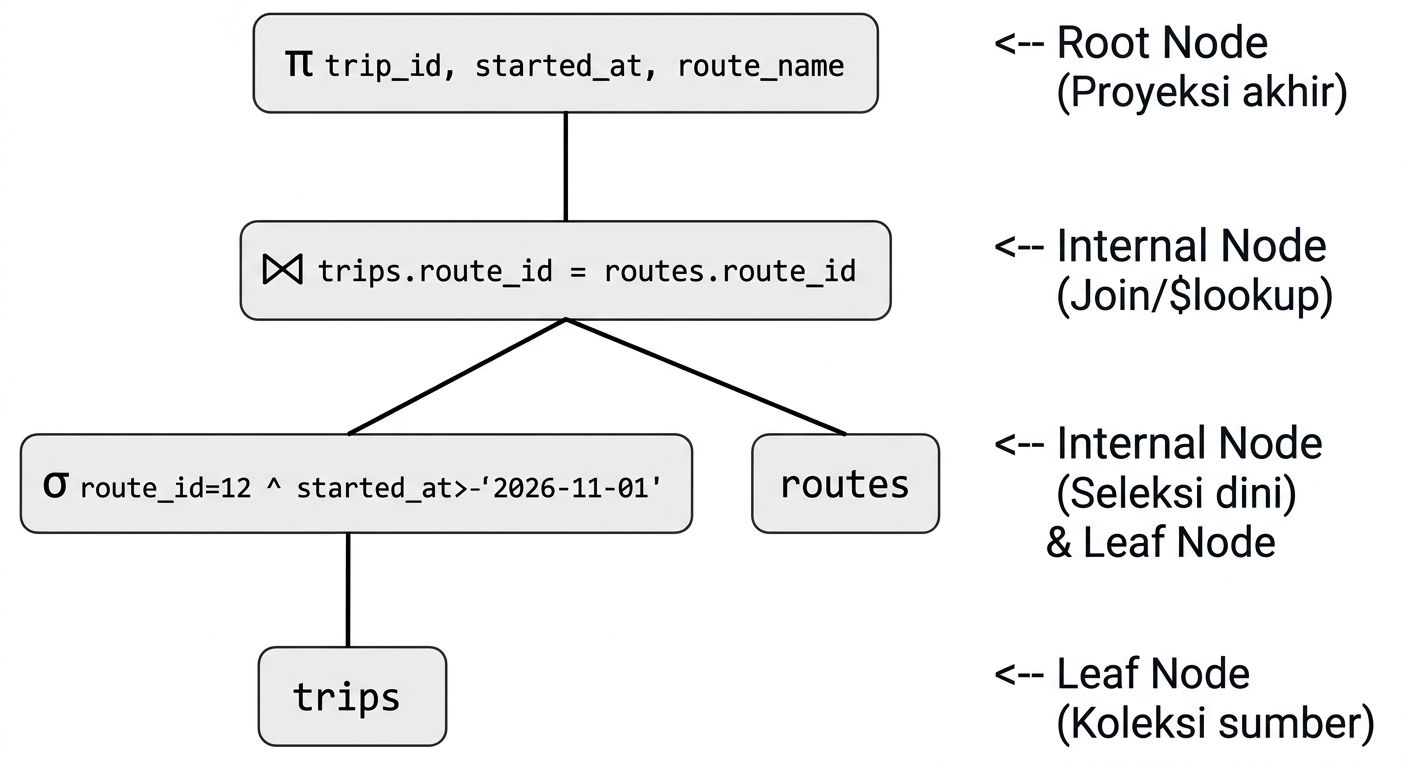 π trip_id, started_at, route_name
<-- Root Node
(Proyeksi akhir)
⋈ trips.route_id = routes.route_id
<-- Internal Node
(Join/$lookup)
σ route_id=12 ^ started_at>-‘2026-11-01'
routes
<-- Internal Node
(Seleksi dini)
& Leaf Node
trips
<-- Leaf Node
(Koleksi sumber)